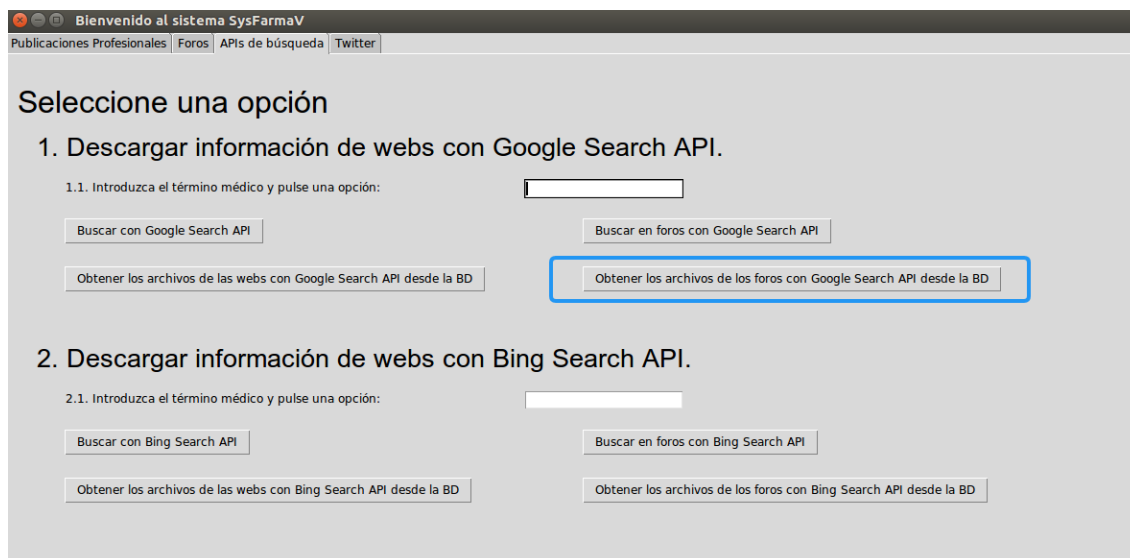 Bienvenido al sistema SysFarmaV
Publicaciones Profesionales Foros APIs de búsqueda Twitter
Seleccione una opción
1. Descargar información de webs con Google Search API.
1.1. Introduzca el término médico y pulse una opción:
Buscar con Google Search API Buscar en foros con Google Search API
Obtener los archivos de las webs con Google Search API desde la BD Obtener los archivos de los foros con Google Search API desde la BD
2. Descargar información de webs con Bing Search API.
2.1. Introduzca el término médico y pulse una opción:
Buscar con Bing Search API Buscar en foros con Bing Search API
Obtener los archivos de las webs con Bing Search API desde la BD Obtener los archivos de los foros con Bing Search API desde la BD